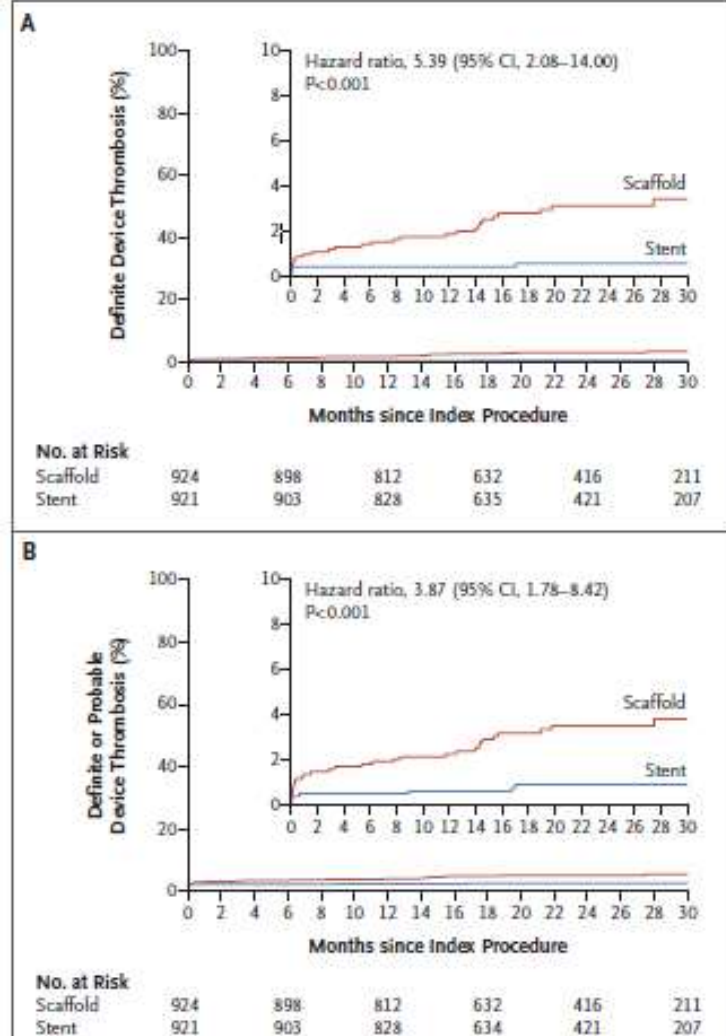 A
Definite Device Thrombosis (%)
100
80
60
40
20
0
10
8
6
4
2
0
Hazard ratio, 5.39 (95% CI, 2.08–14.00)
P<0.001
Scaffold
Stent
0 2 4 6 8 10 12 14 16 18 20 22 24 26 28 30
0 2 4 6 8 10 12 14 16 18 20 22 24 26 28 30
Months since Index Procedure
No. at Risk
Scaffold 924 898 812 632 416 211
Stent 921 903 828 635 421 207
B
Definite or Probable
Device Thrombosis (%)
100
80
60
40
20
0
10
8
6
4
2
0
Hazard ratio, 3.87 (95% CI, 1.78–8.42)
P<0.001
Scaffold
Stent
0 2 4 6 8 10 12 14 16 18 20 22 24 26 28 30
0 2 4 6 8 10 12 14 16 18 20 22 24 26 28 30
Months since Index Procedure
No. at Risk
Scaffold 924 898 812 632 416 211
Stent 921 903 828 634 421 207